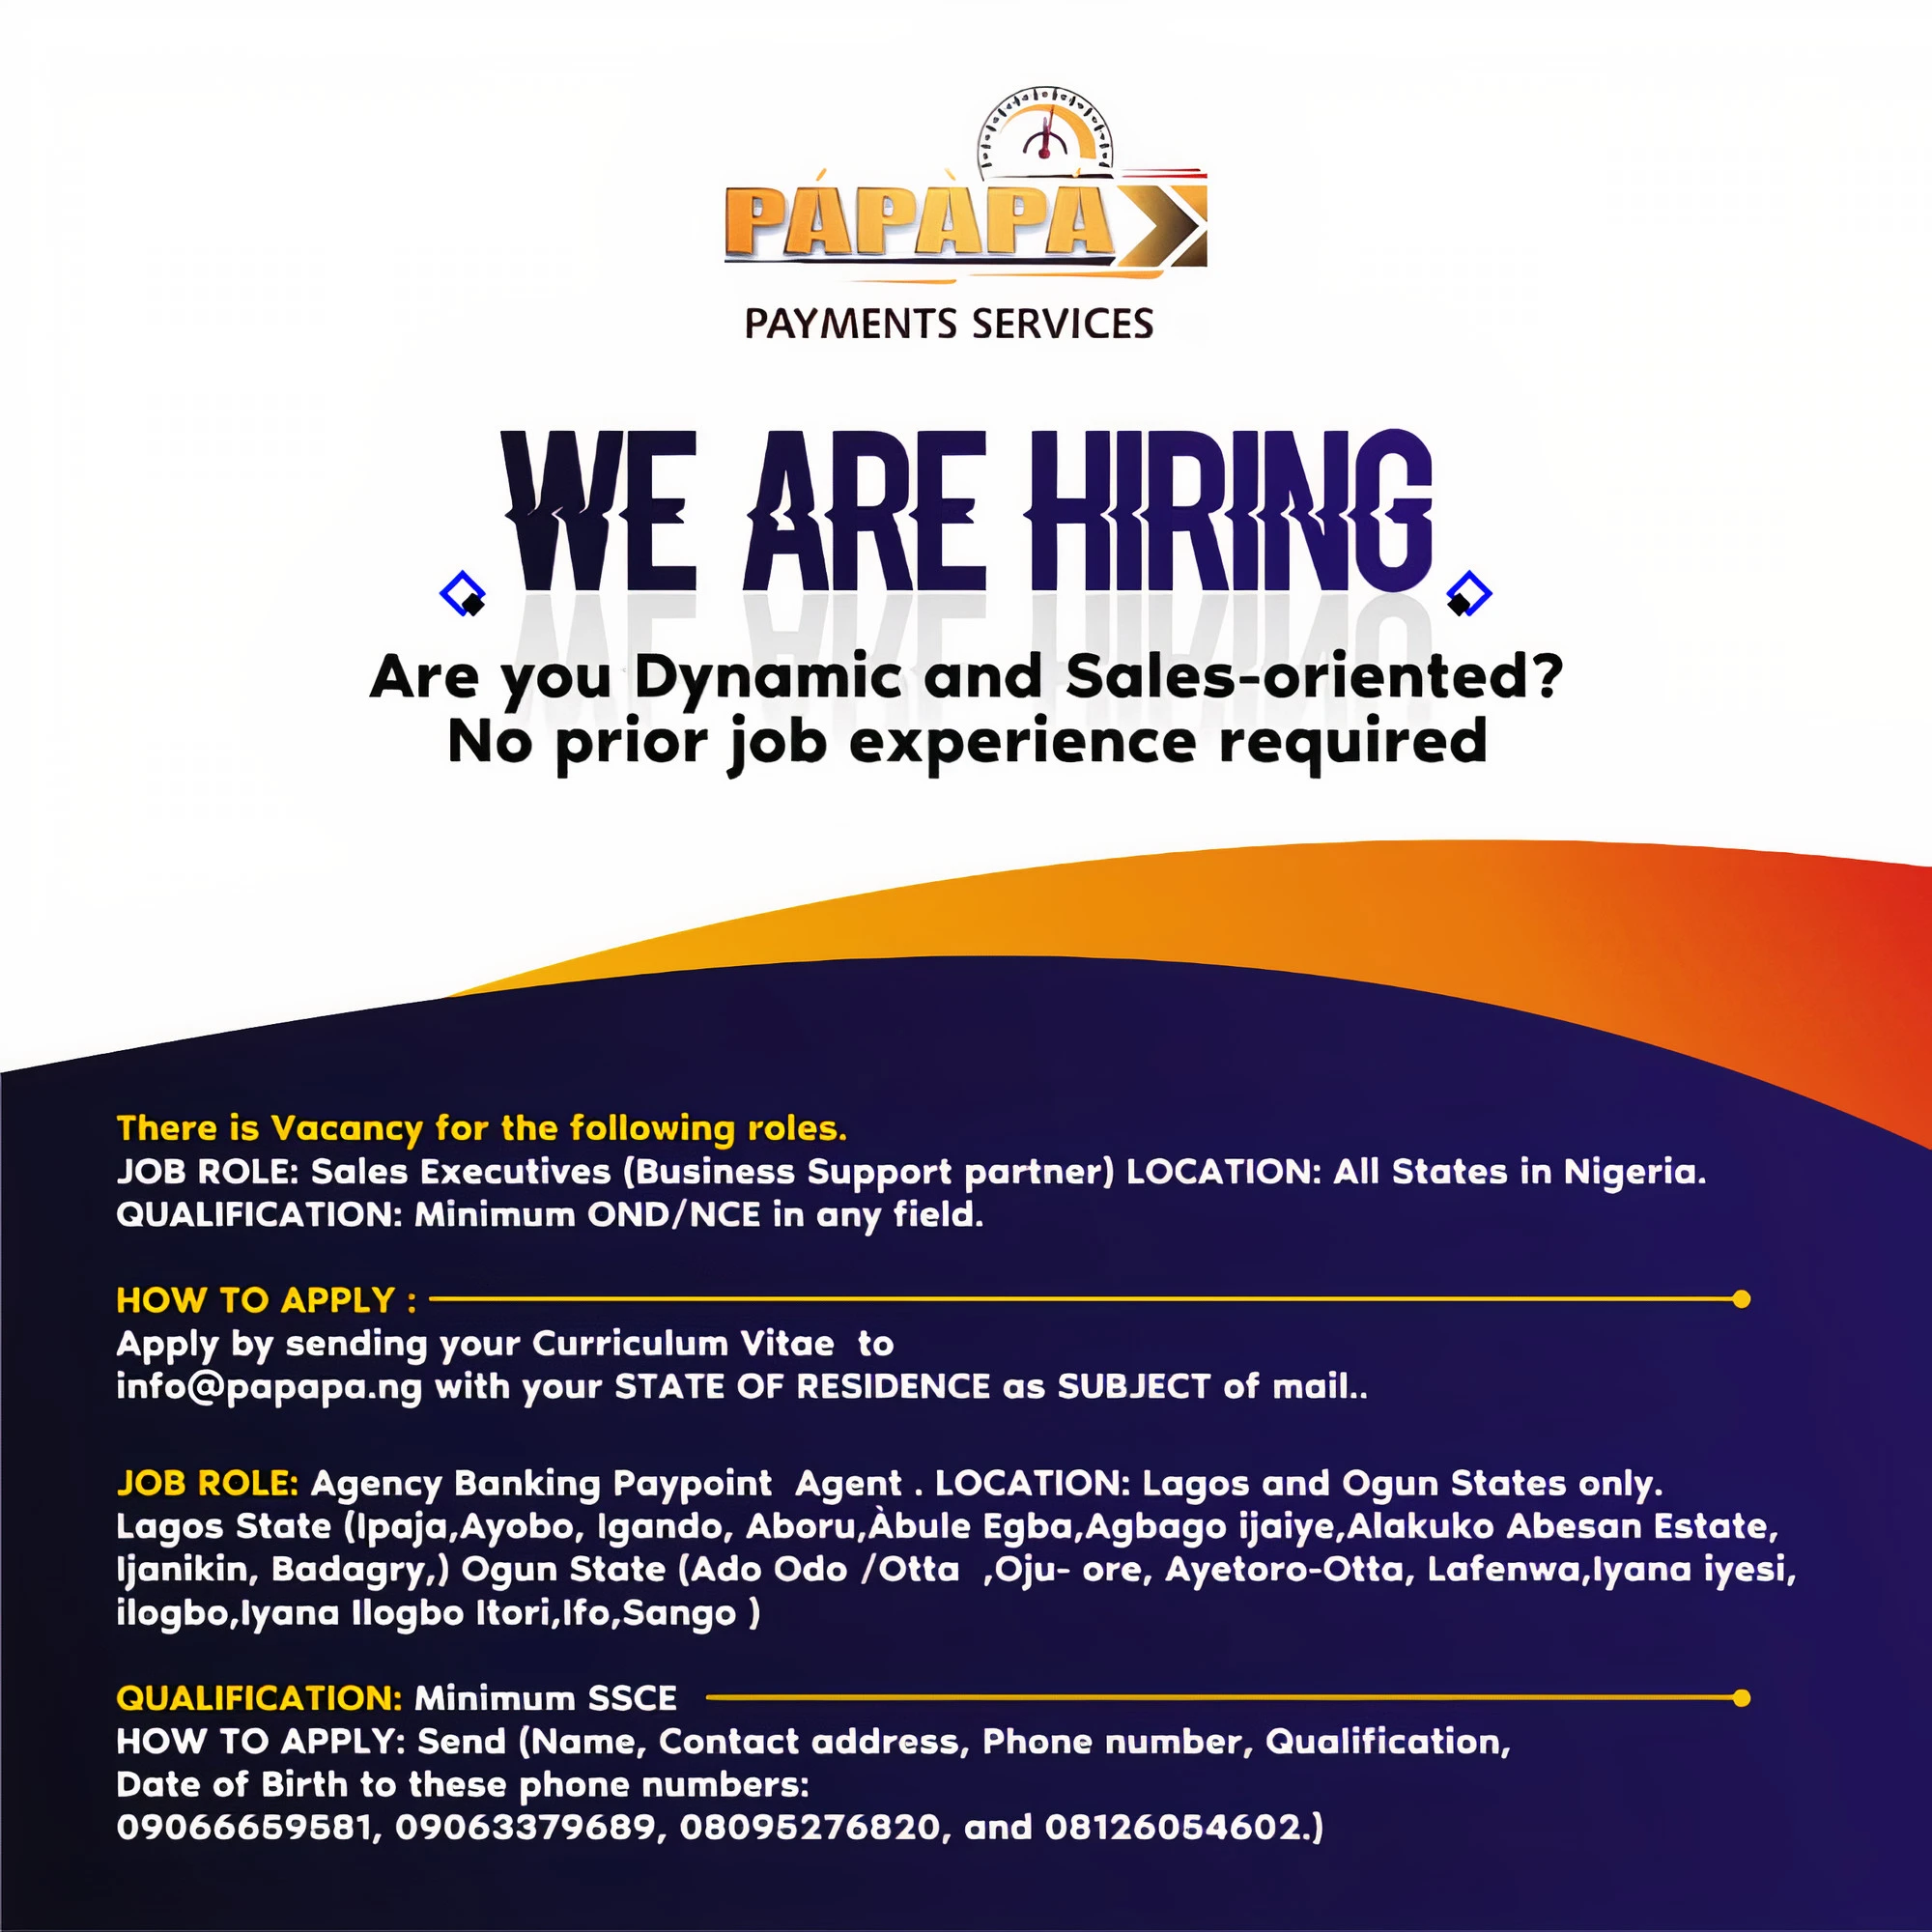 PÁPÀPÁ
PAYMENTS SERVICES
WE ARE HIRING
Are you Dynamic and Sales-oriented?
No prior job experience required
There is Vacancy for the following roles.
JOB ROLE: Sales Executives (Business Support partner) LOCATION: All States in Nigeria.
QUALIFICATION: Minimum OND/NCE in any field.
HOW TO APPLY :
Apply by sending your Curriculum Vitae  to
info@papapa.ng with your STATE OF RESIDENCE as SUBJECT of mail..
JOB ROLE: Agency Banking Paypoint  Agent . LOCATION: Lagos and Ogun States only.
Lagos State (Ipaja,Ayobo, Igando, Aboru,Àbule Egba,Agbago ijaiye,Alakuko Abesan Estate,
Ijanikin, Badagry,) Ogun State (Ado Odo /Otta  ,Oju- ore, Ayetoro-Otta, Lafenwa,Iyana iyesi,
ilogbo,Iyana Ilogbo Itori,Ifo,Sango )
QUALIFICATION: Minimum SSCE
HOW TO APPLY: Send (Name, Contact address, Phone number, Qualification,
Date of Birth to these phone numbers:
09066659581, 09063379689, 08095276820, and 08126054602.)